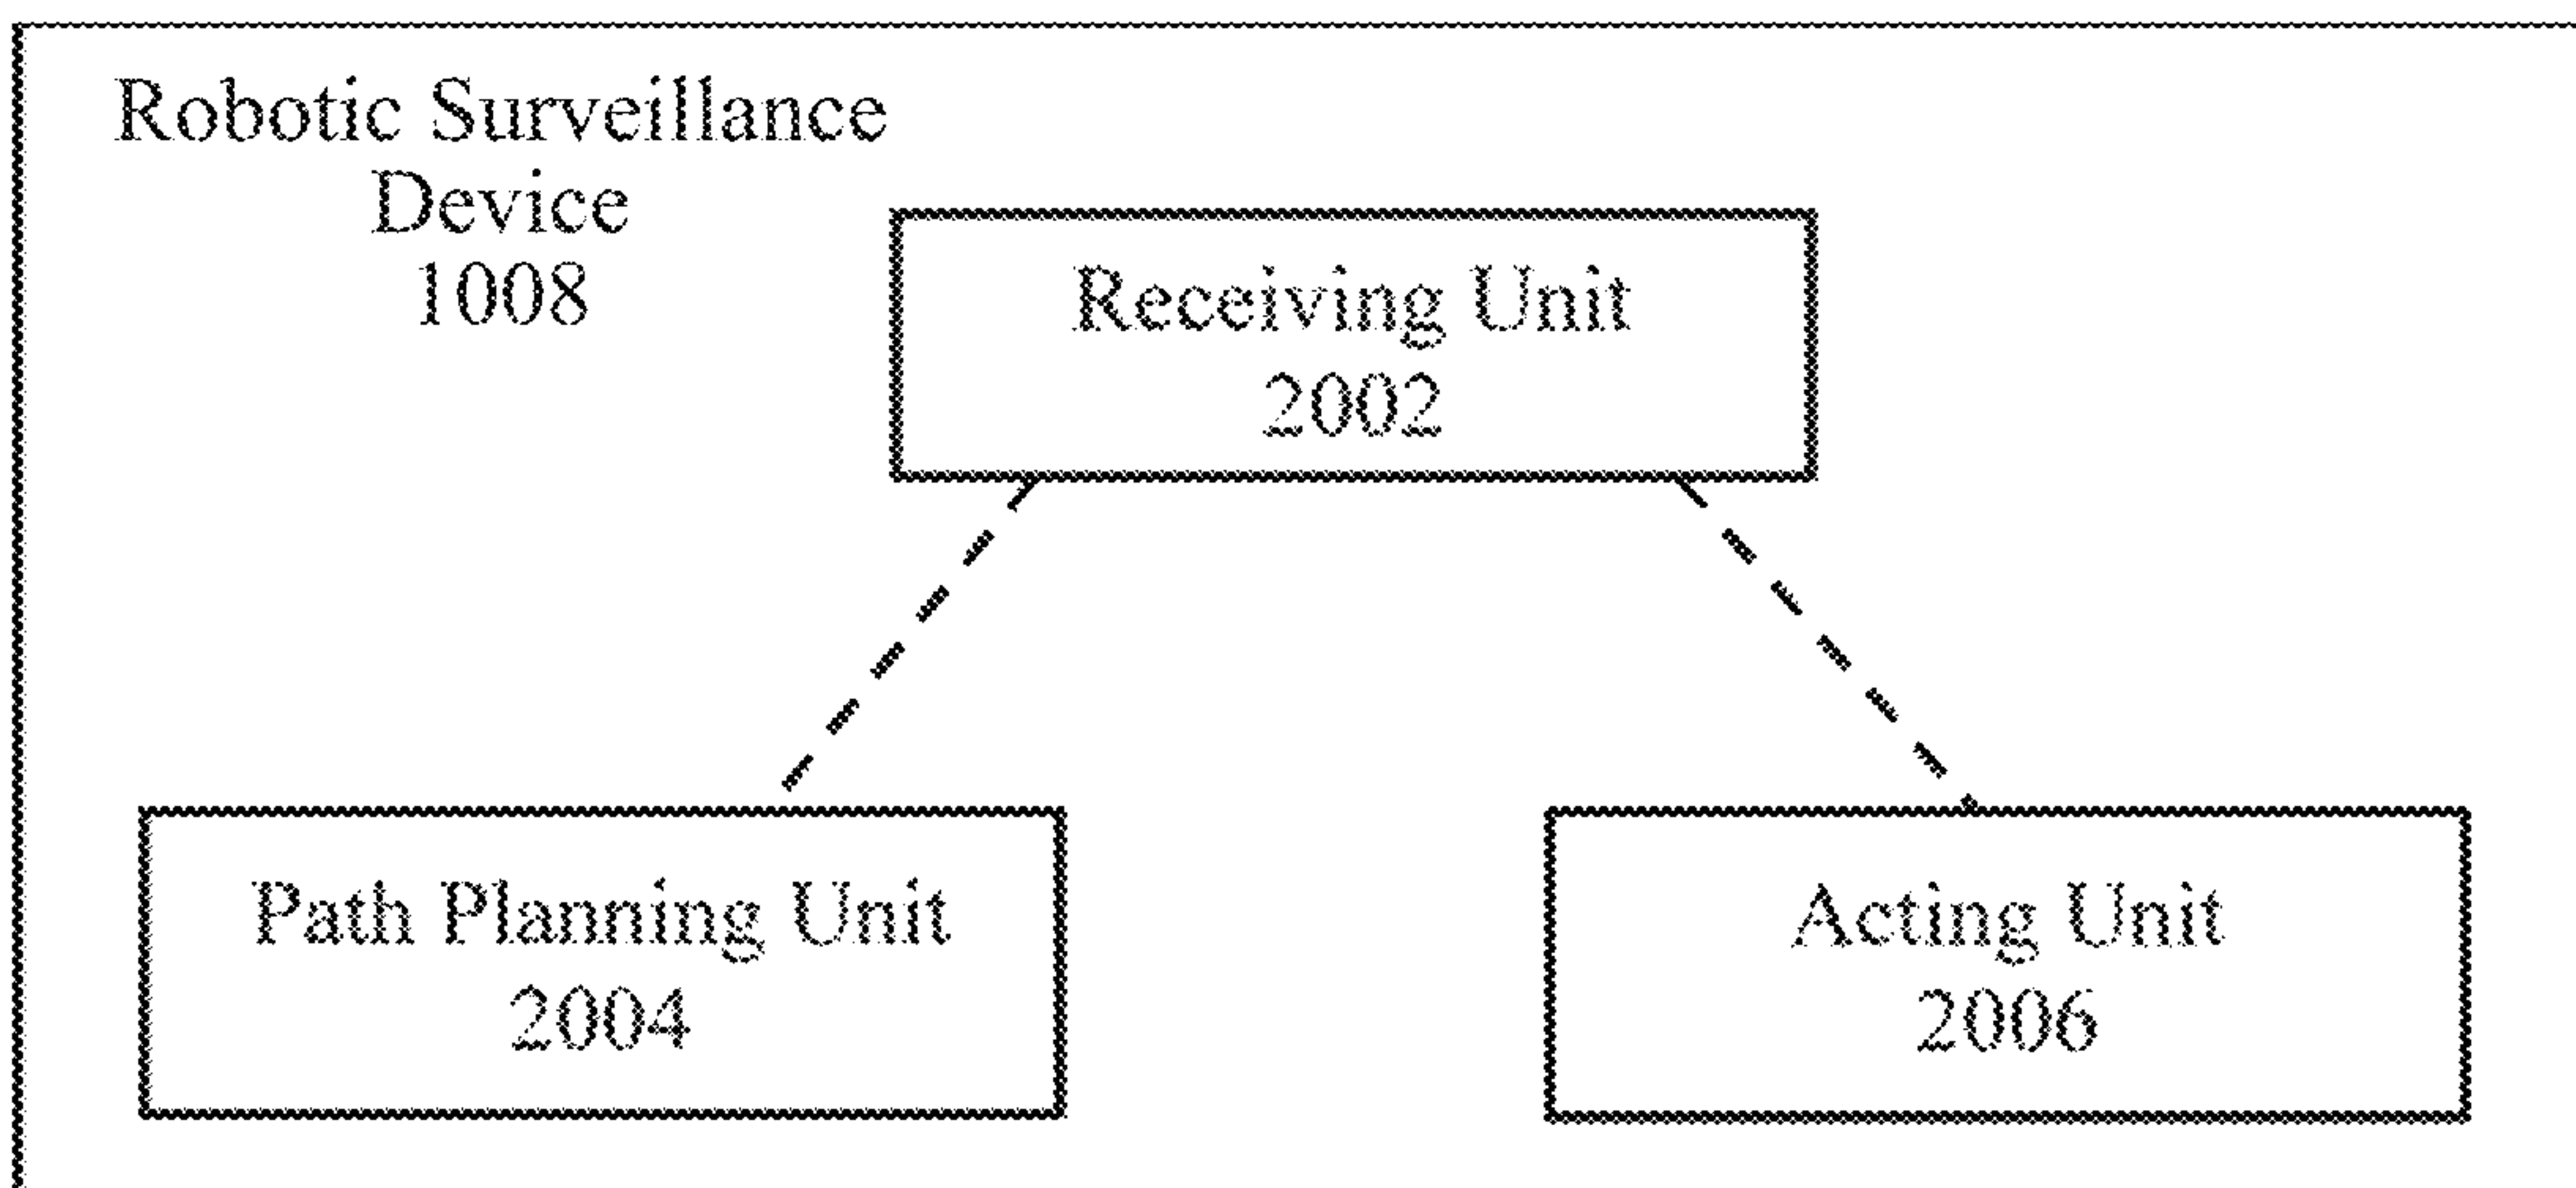 Robotic Surveillance
Device
1008
Receiving Unit
2002
Path Planning Unit
2004
Acting Unit
2006